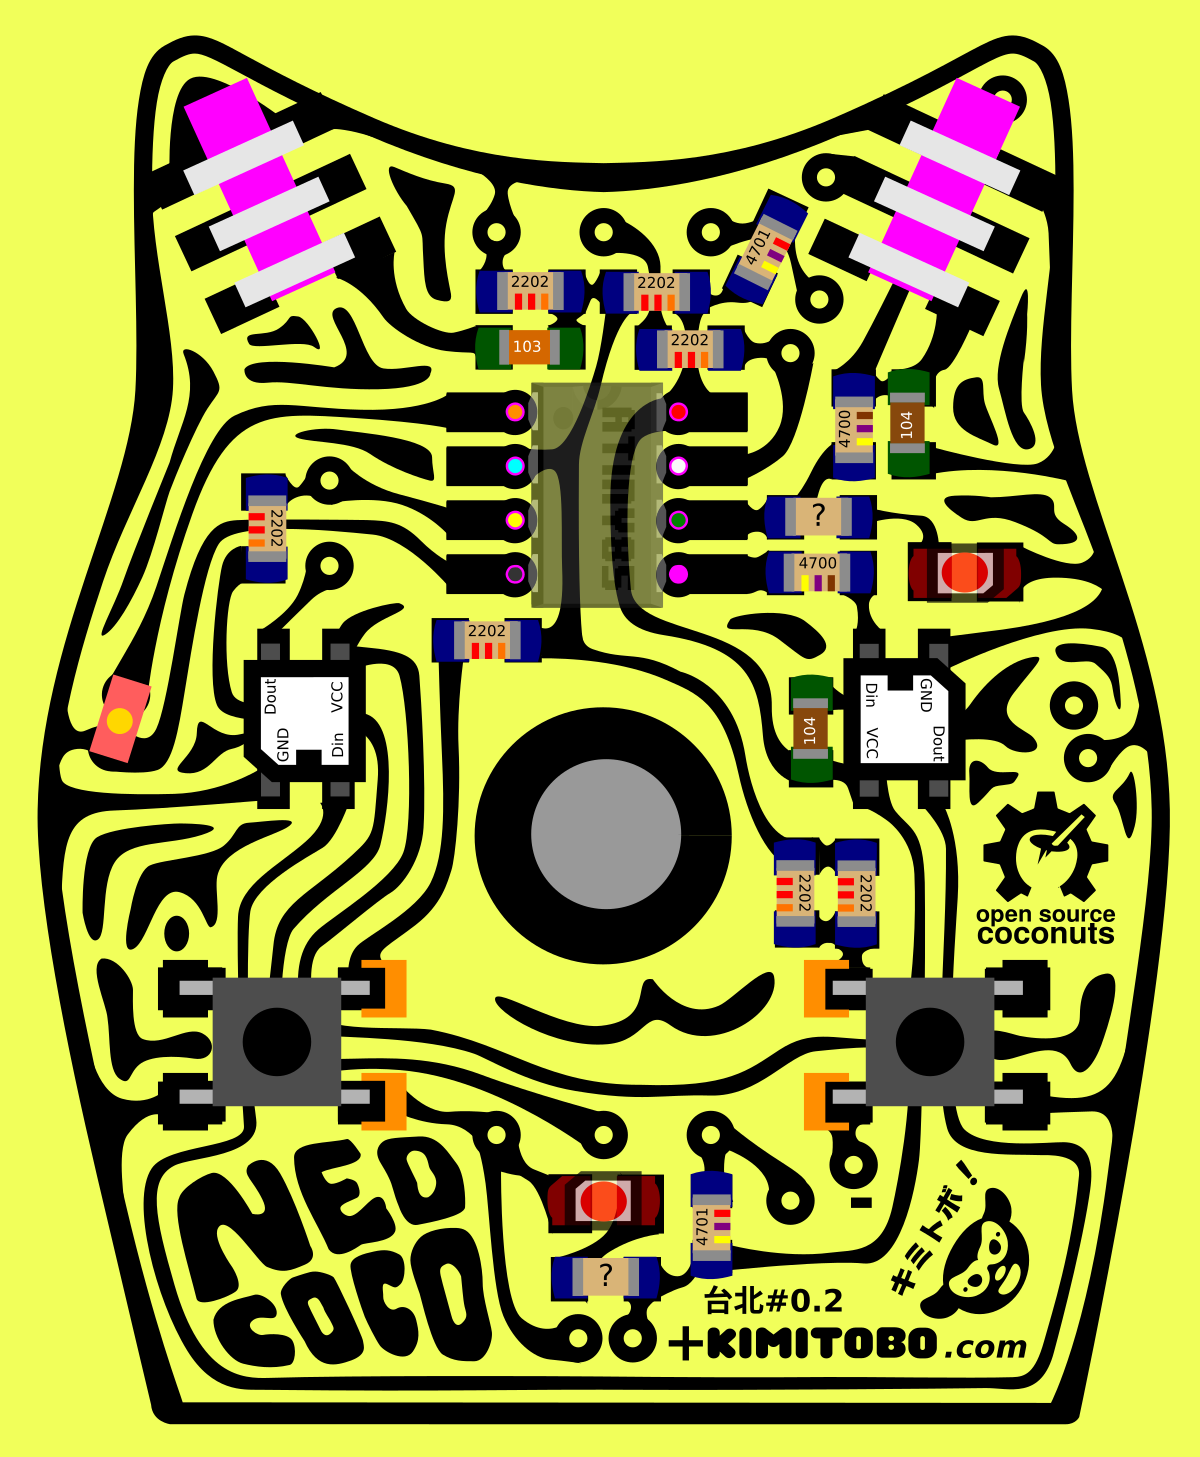 4701
2202
2202
103
2202
4700
104
2202
?
4700
2202
Dout
VCC
GND
Din
Din
GND
VCC
Dout
104
2202
2202
open source
coconuts
NEO
COCO
4701
?
-
キミトボ!
台北#0.2
+KIMITOBO.com